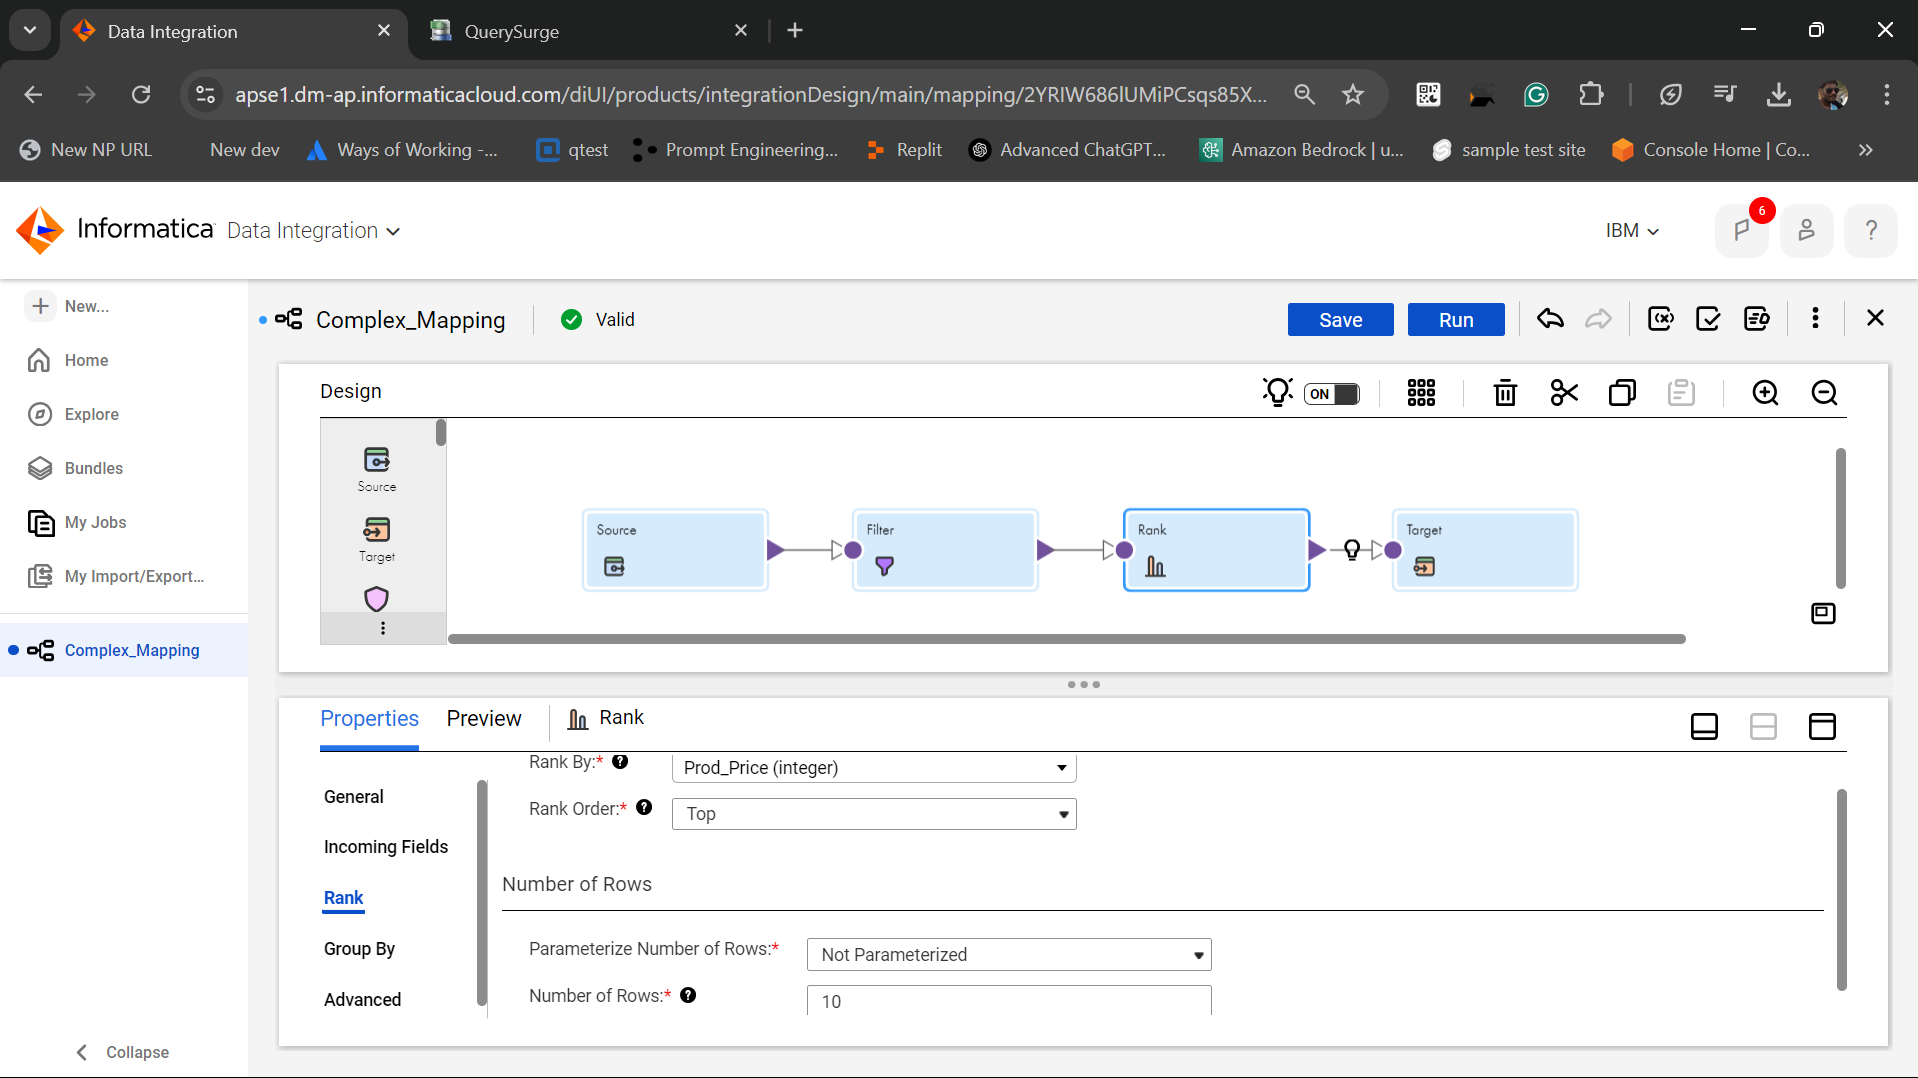 Data Integration
QuerySurge
apse1.dm-ap.informaticacloud.com/diUI/products/integrationDesign/main/mapping/2YRIW686lUMiPCsqs85X...
New NP URL
New dev
Ways of Working -...
qtest
Prompt Engineering...
Replit
Advanced ChatGPT...
Amazon Bedrock | u...
sample test site
Console Home | Co...
»
Informatica
Data Integration
IBM
6
?
New...
Home
Explore
Bundles
My Jobs
My Import/Export...
Complex_Mapping
Collapse
Complex_Mapping
Valid
Save
Run
Design
ON
Source
Target
Source
Filter
Rank
Target
Properties
Preview
Rank
General
Incoming Fields
Rank
Group By
Advanced
Rank By:* ?
Prod_Price (integer)
Rank Order:* ?
Top
Number of Rows
Parameterize Number of Rows:*
Not Parameterized
Number of Rows:* ?
10